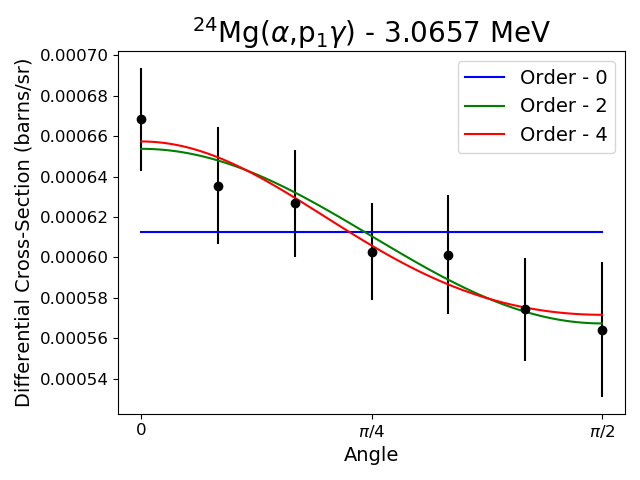 ²⁴Mg(α,p₁γ) - 3.0657 MeV
Differential Cross-Section (barns/sr)
0.00070
0.00068
0.00066
0.00064
0.00062
0.00060
0.00058
0.00056
0.00054
Order - 0
Order - 2
Order - 4
0
π/4
π/2
Angle